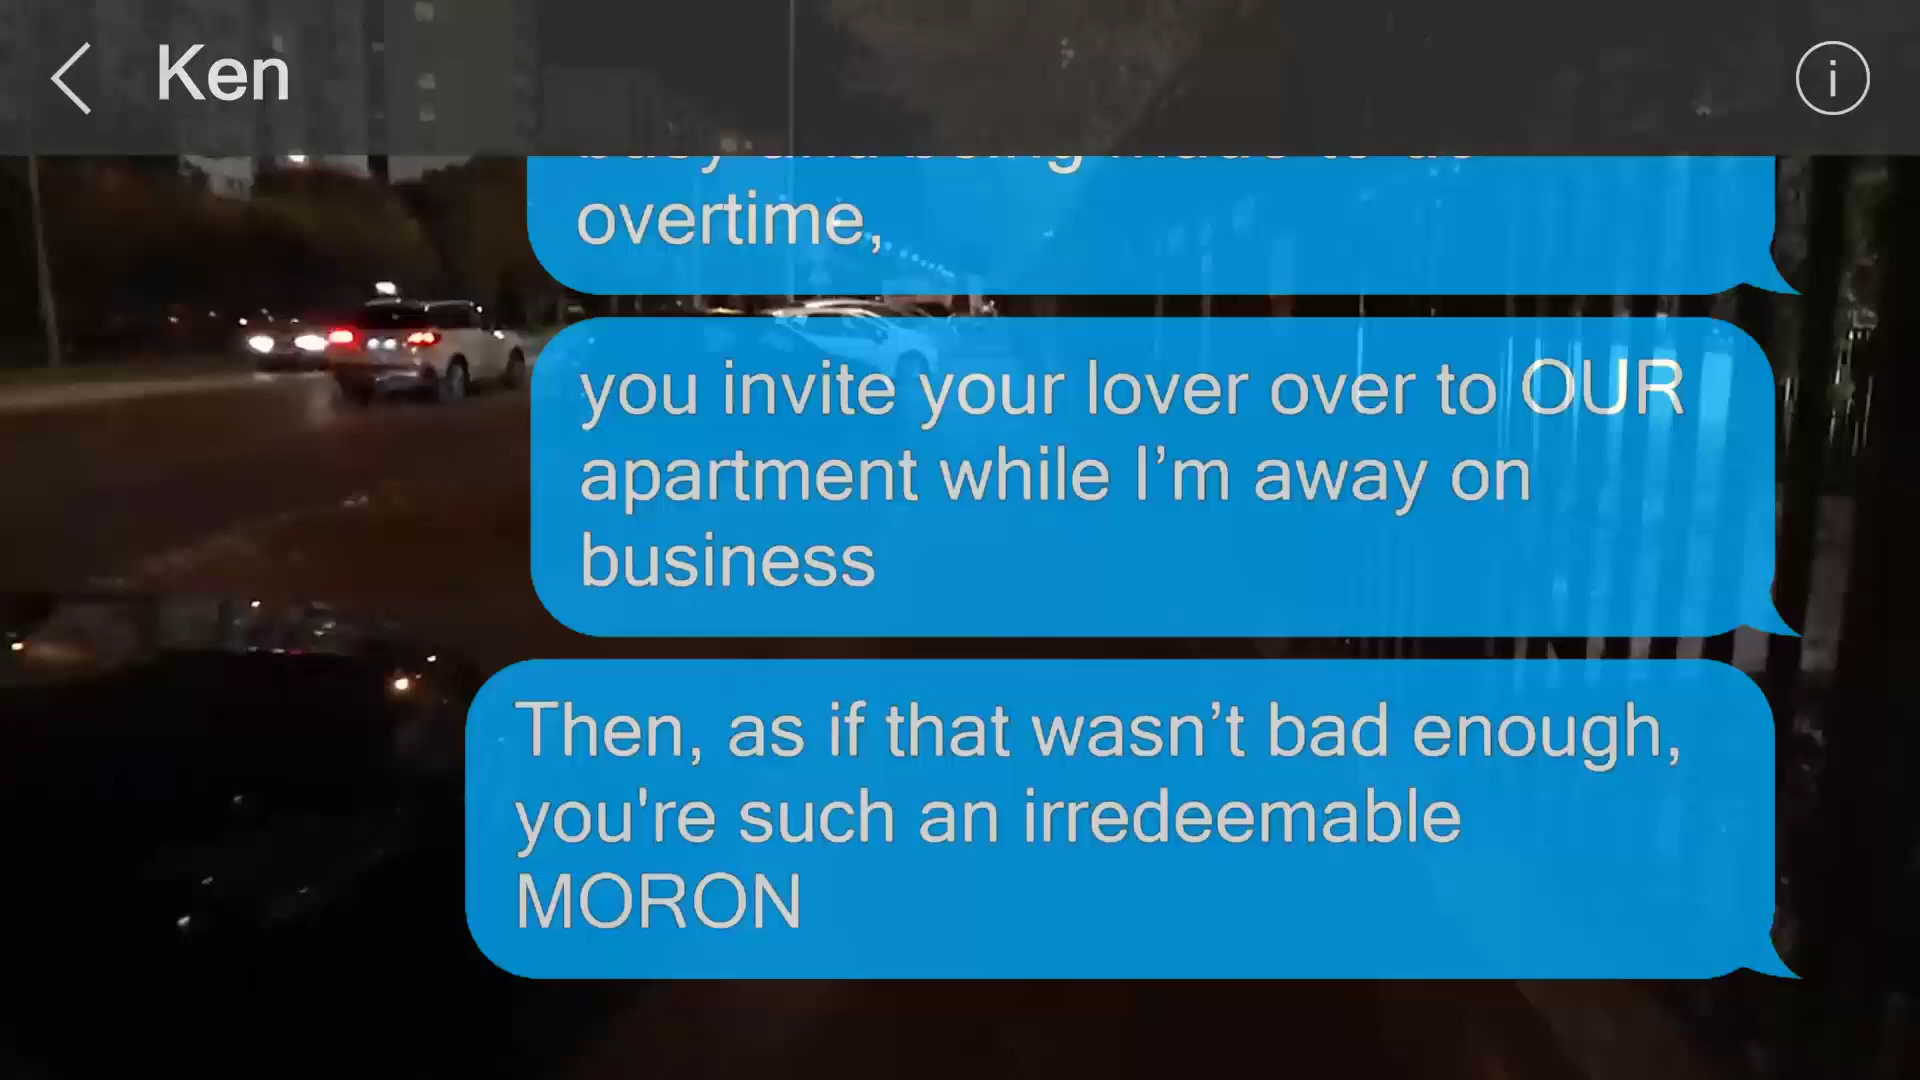 Ken
overtime,
you invite your lover over to OUR
apartment while I’m away on
business
Then, as if that wasn’t bad enough,
you're such an irredeemable
MORON